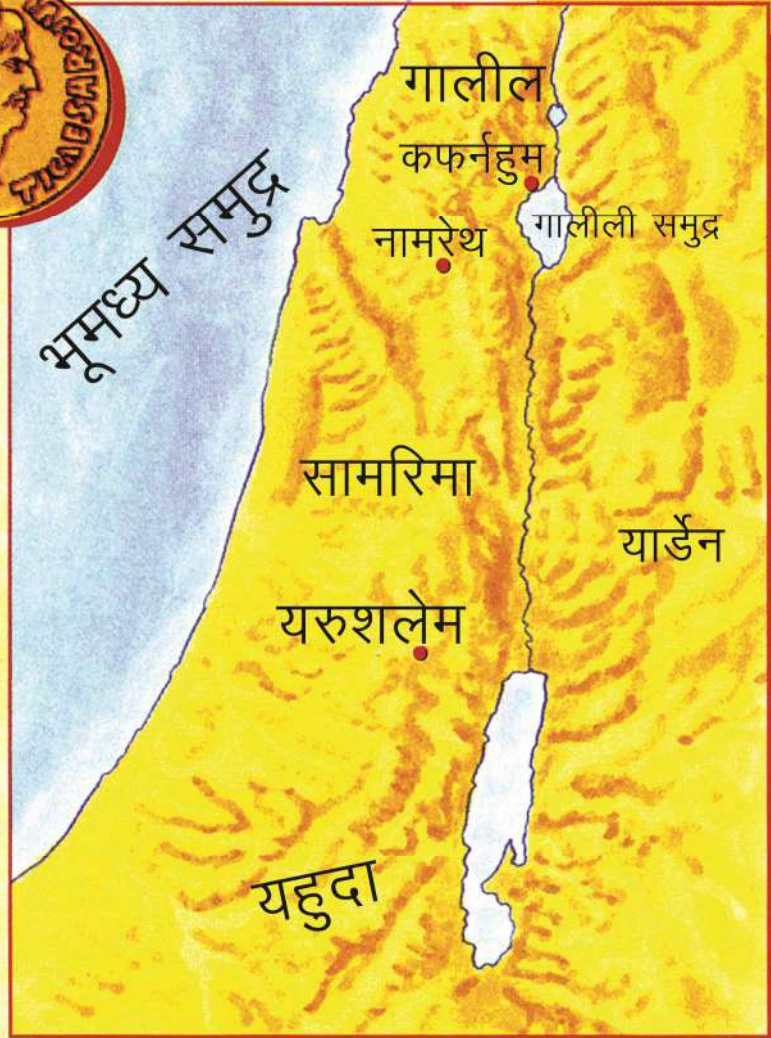 गालील
कफर्नहुम
गालीली समुद्र
नामरेथ
भूमध्य समुद्र
सामरिमा
यार्डेन
यरुशलेम
यहुदा